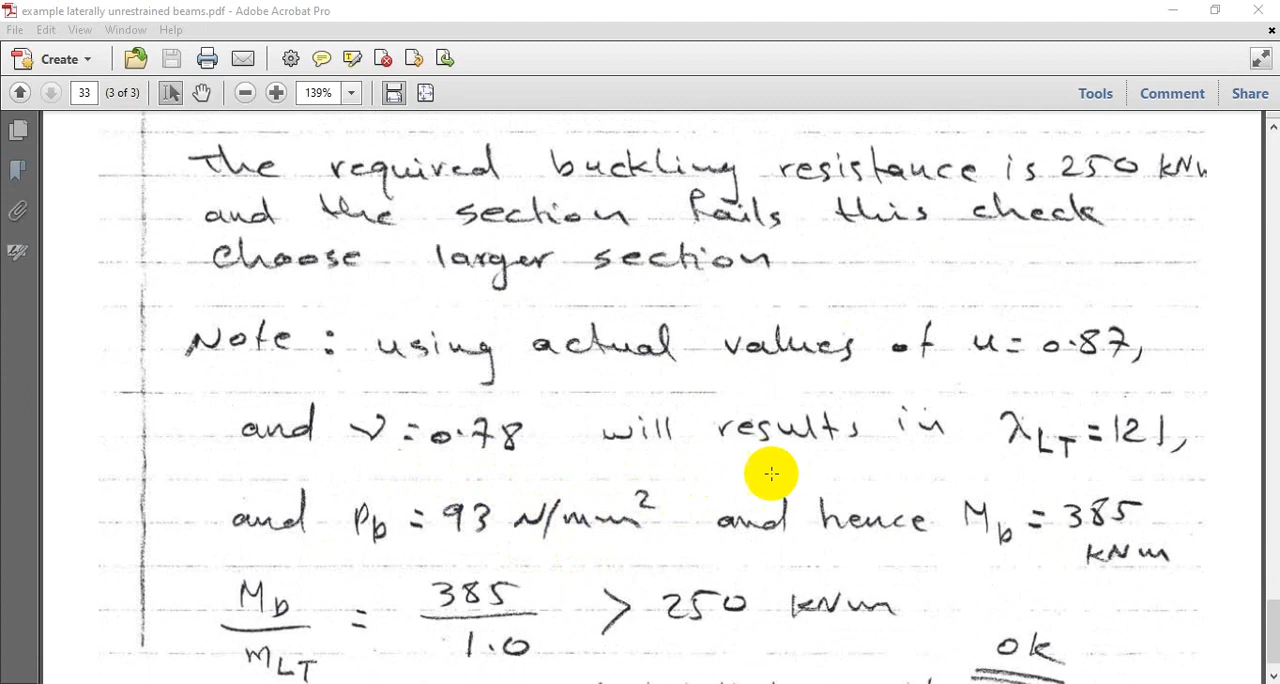 example laterally unrestrained beams.pdf - Adobe Acrobat Pro
File Edit View Window Help
Create
33 (3 of 3) 139% Tools Comment Share
The required buckling resistance is 250 kN
and the section fails this check
choose larger section
Note: using actual values of u=0.87,
and ν=0.78 will results in λLT=121,
and Pb = 93 N/mm² and hence Mb = 385
kNm
Mb / mLT = 385 / 1.0 > 250 kNm
ok